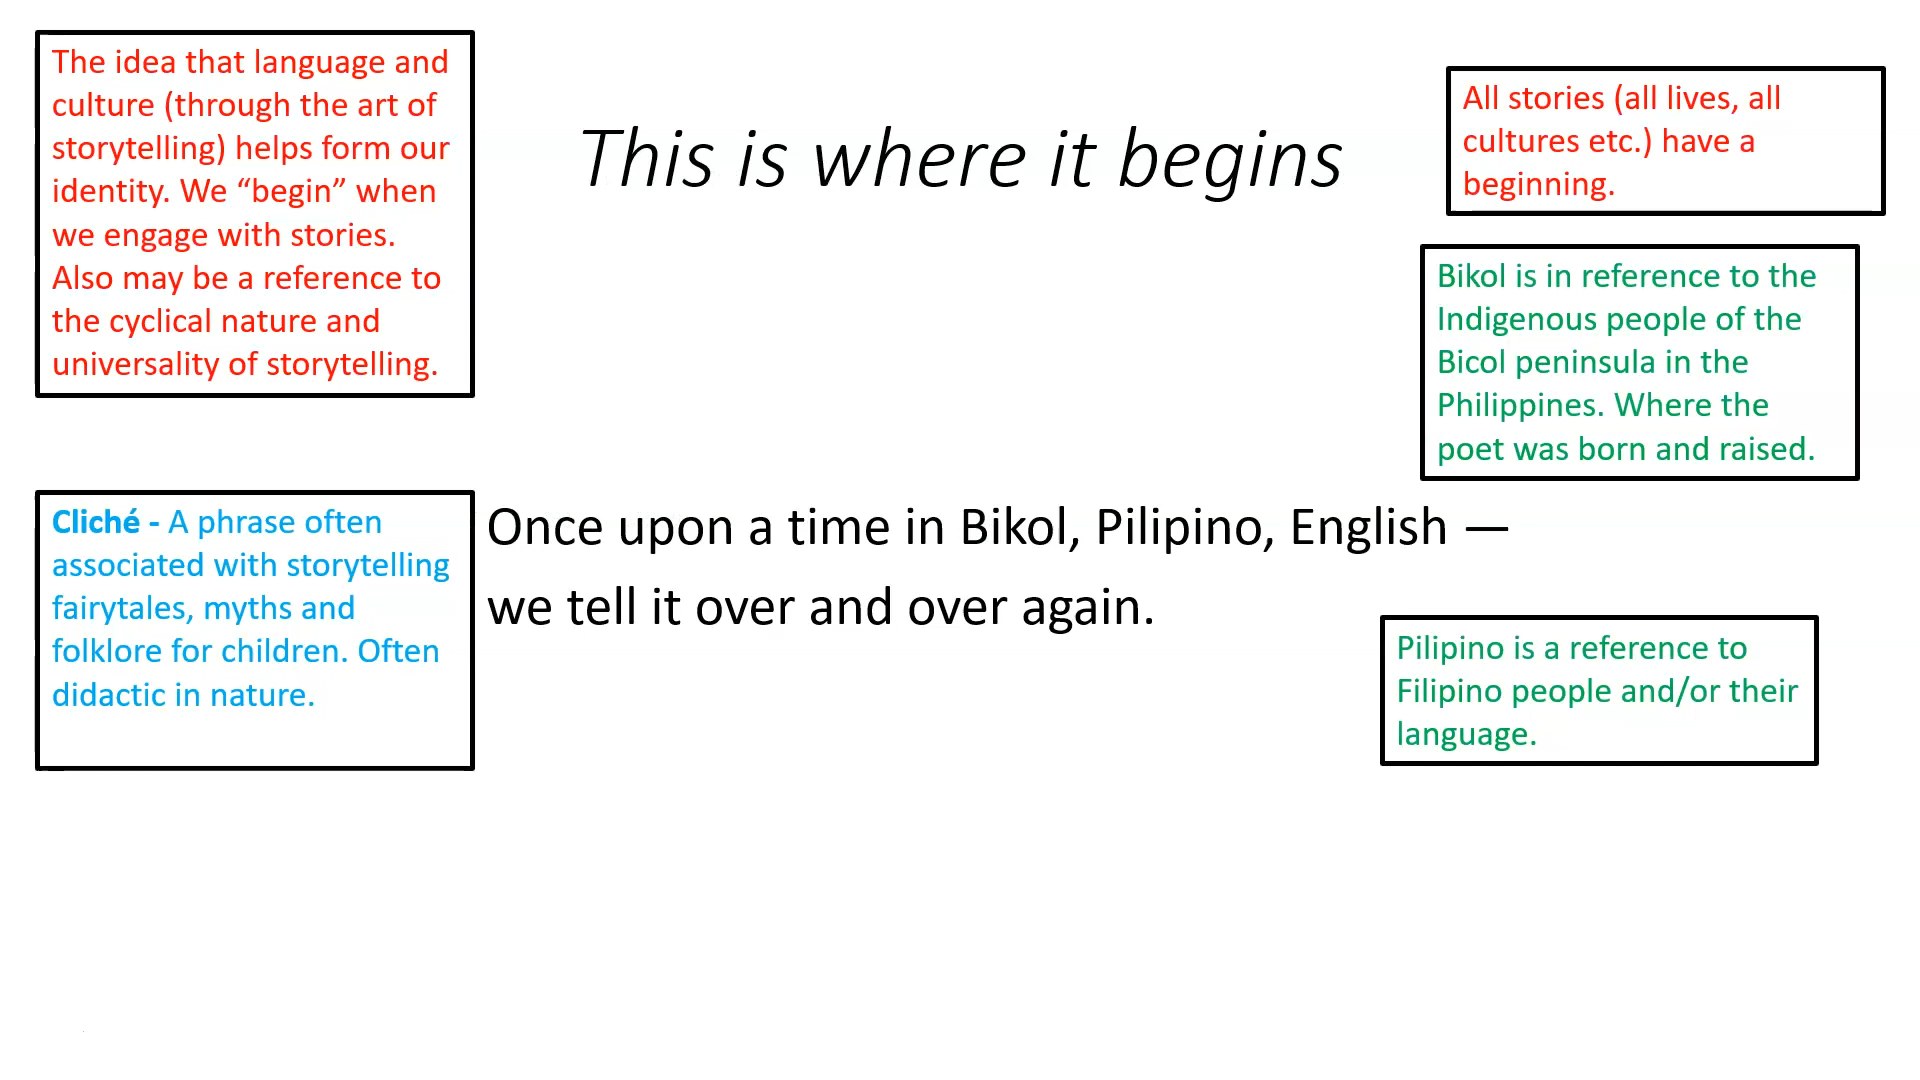 The idea that language and
culture (through the art of
storytelling) helps form our
identity. We “begin” when
we engage with stories.
Also may be a reference to
the cyclical nature and
universality of storytelling.
This is where it begins
All stories (all lives, all
cultures etc.) have a
beginning.
Bikol is in reference to the
Indigenous people of the
Bicol peninsula in the
Philippines. Where the
poet was born and raised.
Cliché - A phrase often
associated with storytelling
fairytales, myths and
folklore for children. Often
didactic in nature.
Once upon a time in Bikol, Pilipino, English —
we tell it over and over again.
Pilipino is a reference to
Filipino people and/or their
language.